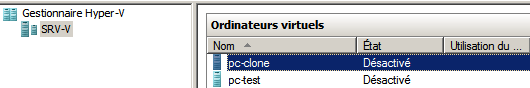 Gestionnaire Hyper-V
SRV-V
Ordinateurs virtuels
Nom État Utilisation du ...
pc-clone Désactivé
pc-test Désactivé